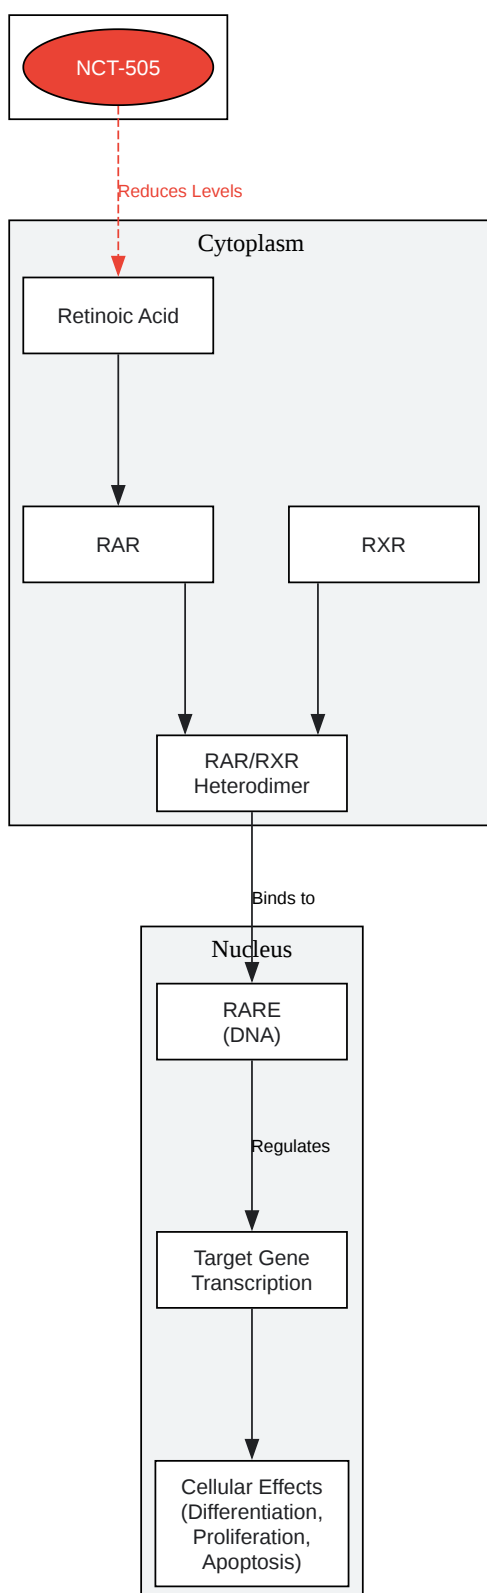 NCT-505
Reduces Levels
Cytoplasm
Retinoic Acid
RAR
RXR
RAR/RXR
Heterodimer
Binds to
Nucleus
RARE
(DNA)
Regulates
Target Gene
Transcription
Cellular Effects
(Differentiation,
Proliferation,
Apoptosis)